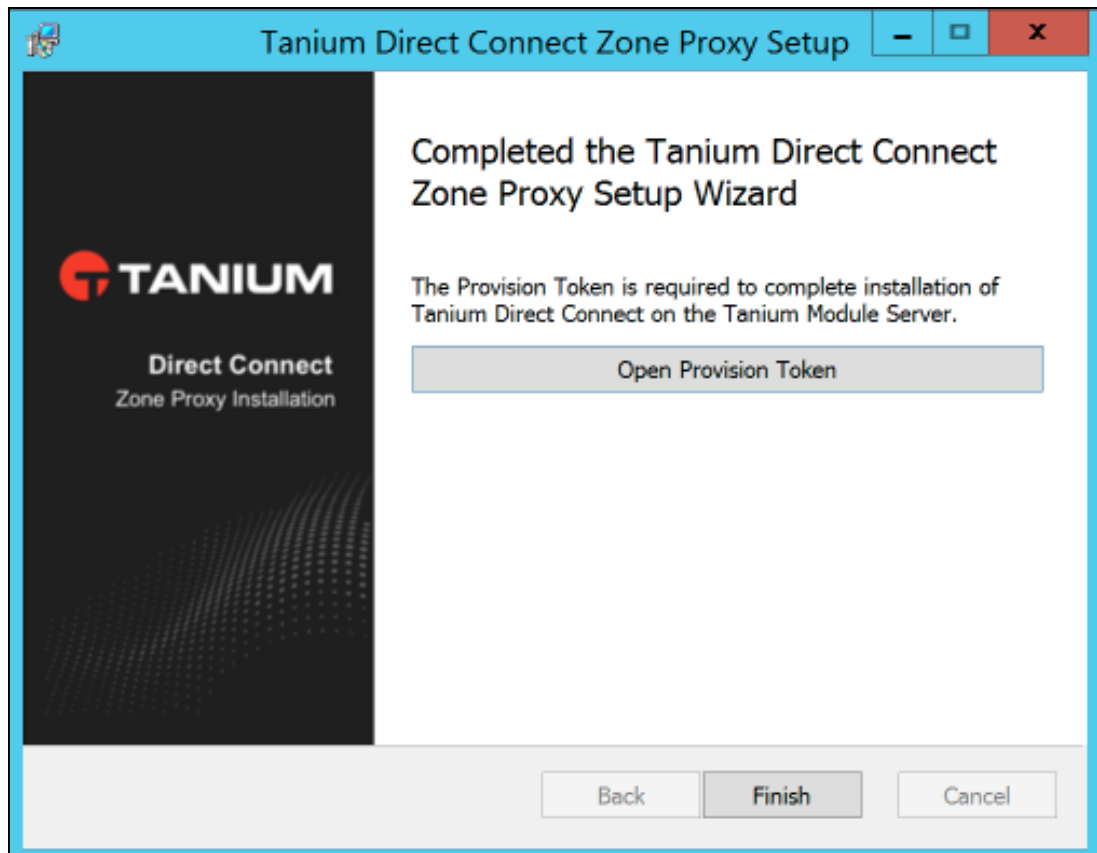 Tanium Direct Connect Zone Proxy Setup
Completed the Tanium Direct Connect
Zone Proxy Setup Wizard
TANIUM
Direct Connect
Zone Proxy Installation
The Provision Token is required to complete installation of
Tanium Direct Connect on the Tanium Module Server.
Open Provision Token
Back
Finish
Cancel